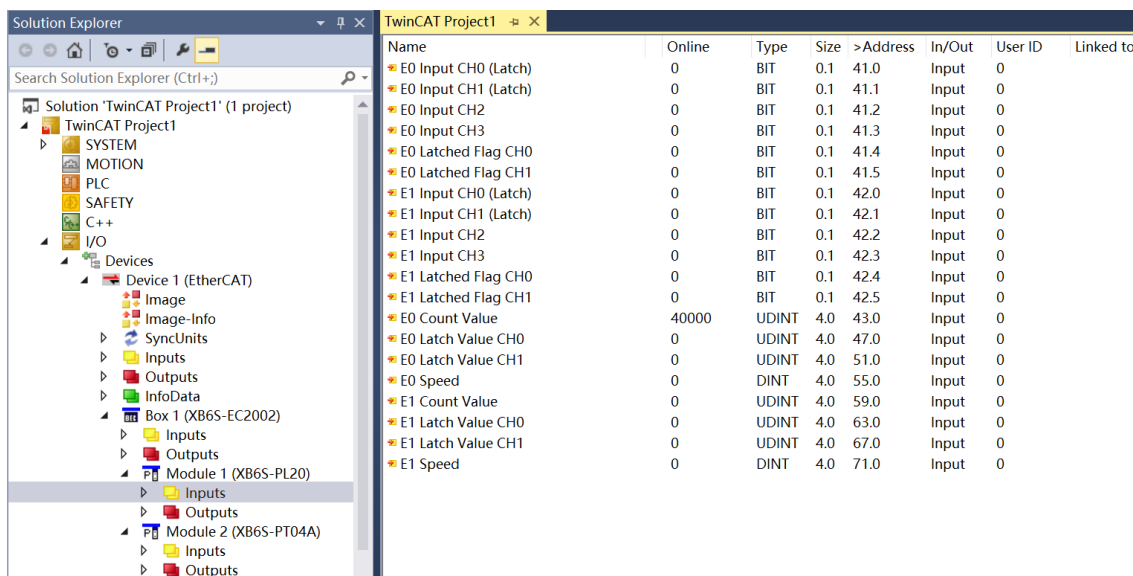 Solution Explorer
Search Solution Explorer (Ctrl+;)
Solution 'TwinCAT Project1' (1 project)
TwinCAT Project1
SYSTEM
MOTION
PLC
SAFETY
C++
I/O
Devices
Device 1 (EtherCAT)
Image
Image-Info
SyncUnits
Inputs
Outputs
InfoData
Box 1 (XB6S-EC2002)
Inputs
Outputs
Module 1 (XB6S-PL20)
Inputs
Outputs
Module 2 (XB6S-PT04A)
Inputs
Outputs
TwinCAT Project1
Name Online Type Size >Address In/Out User ID Linked to
E0 Input CH0 (Latch) 0 BIT 0.1 41.0 Input 0
E0 Input CH1 (Latch) 0 BIT 0.1 41.1 Input 0
E0 Input CH2 0 BIT 0.1 41.2 Input 0
E0 Input CH3 0 BIT 0.1 41.3 Input 0
E0 Latched Flag CH0 0 BIT 0.1 41.4 Input 0
E0 Latched Flag CH1 0 BIT 0.1 41.5 Input 0
E1 Input CH0 (Latch) 0 BIT 0.1 42.0 Input 0
E1 Input CH1 (Latch) 0 BIT 0.1 42.1 Input 0
E1 Input CH2 0 BIT 0.1 42.2 Input 0
E1 Input CH3 0 BIT 0.1 42.3 Input 0
E1 Latched Flag CH0 0 BIT 0.1 42.4 Input 0
E1 Latched Flag CH1 0 BIT 0.1 42.5 Input 0
E0 Count Value 40000 UDINT 4.0 43.0 Input 0
E0 Latch Value CH0 0 UDINT 4.0 47.0 Input 0
E0 Latch Value CH1 0 UDINT 4.0 51.0 Input 0
E0 Speed 0 DINT 4.0 55.0 Input 0
E1 Count Value 0 UDINT 4.0 59.0 Input 0
E1 Latch Value CH0 0 UDINT 4.0 63.0 Input 0
E1 Latch Value CH1 0 UDINT 4.0 67.0 Input 0
E1 Speed 0 DINT 4.0 71.0 Input 0